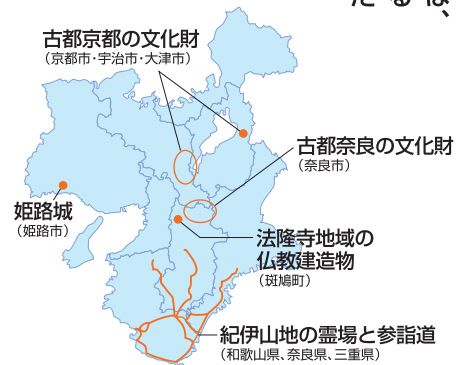 古都京都の文化財
(京都市・宇治市・大津市)
古都奈良の文化財
(奈良市)
姫路城
(姫路市)
法隆寺地域の
仏教建造物
(斑鳩町)
紀伊山地の霊場と参詣道
(和歌山県、奈良県、三重県)